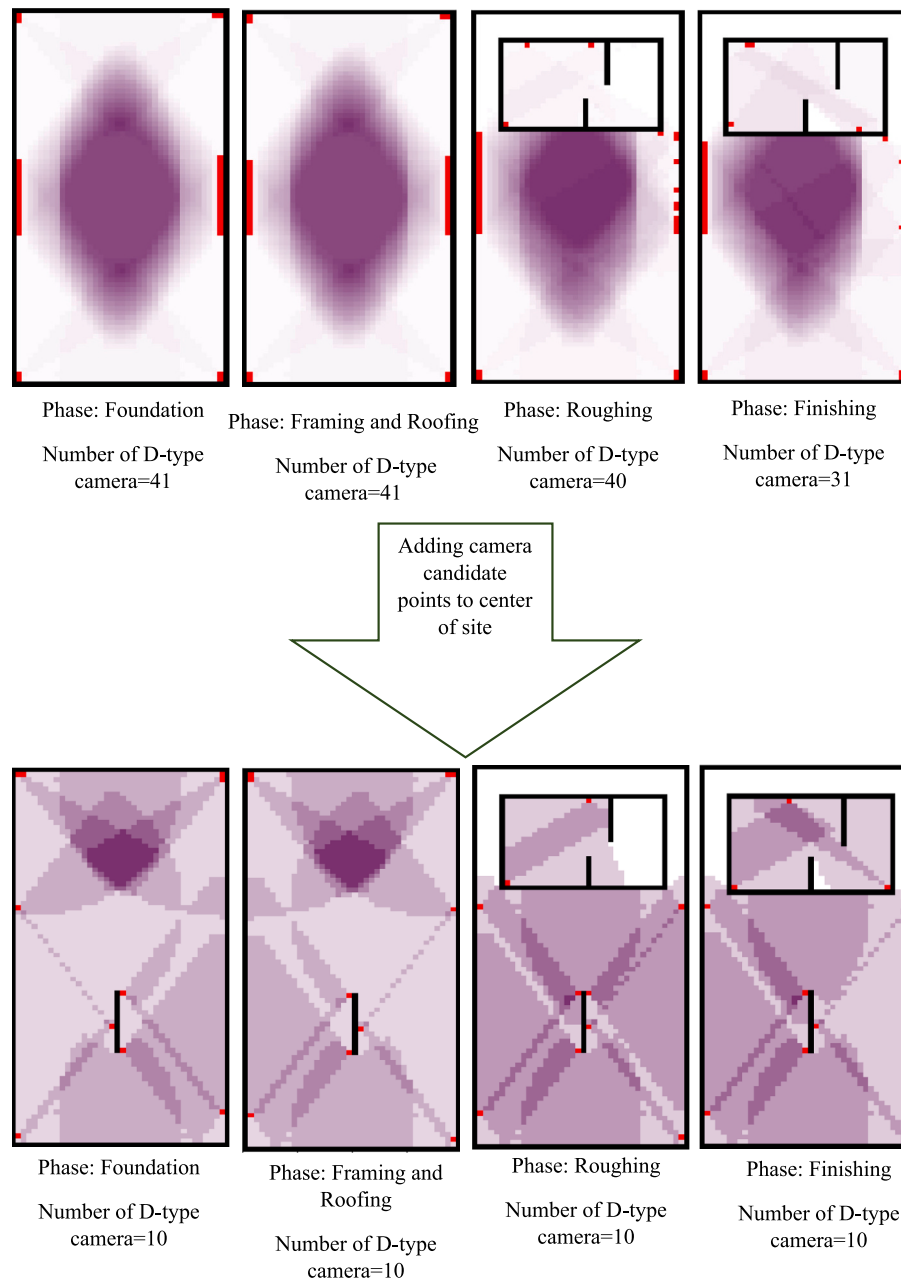 Phase: Foundation
Number of D-type
camera=41
Phase: Framing and Roofing
Number of D-type
camera=41
Phase: Roughing
Number of D-type
camera=40
Phase: Finishing
Number of D-type
camera=31
Adding camera
candidate
points to center
of site
Phase: Foundation
Number of D-type
camera=10
Phase: Framing and
Roofing
Number of D-type
camera=10
Phase: Roughing
Number of D-type
camera=10
Phase: Finishing
Number of D-type
camera=10